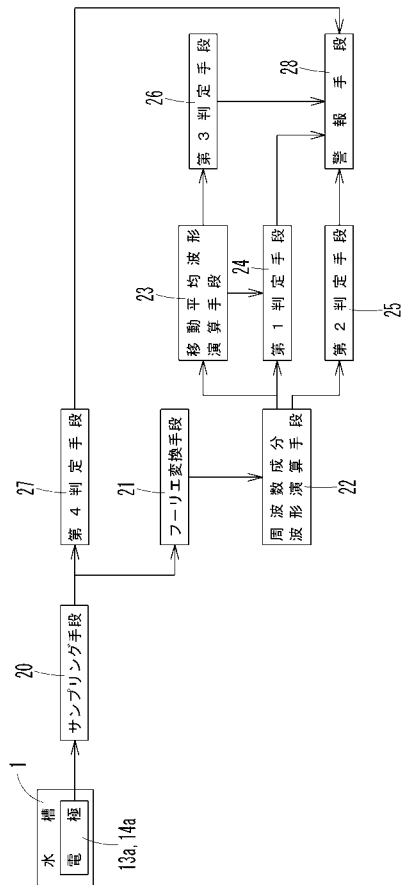 1
水槽
電極
13a, 14a
20
サンプリング手段
27
第4判定手段
21
フーリエ変換手段
周波数成分
波形演算手段
22
23
移動平均波形
演算手段
24
第1判定手段
第2判定手段
25
第3判定手段
26
28
警報手段